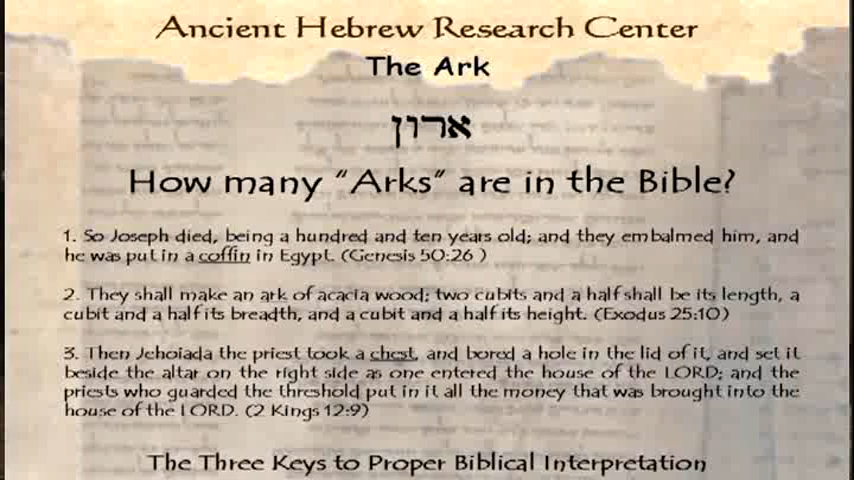 Ancient Hebrew Research Center
The Ark
ארון
How many "Arks" are in the Bible?
1. So Joseph died, being a hundred and ten years old; and they embalmed him, and
he was put in a coffin in Egypt. (Genesis 50:26 )
2. They shall make an ark of acacia wood; two cubits and a half shall be its length, a
cubit and a half its breadth, and a cubit and a half its height. (Exodus 25:10)
3. Then Jehoiada the priest took a chest, and bored a hole in the lid of it, and set it
beside the altar on the right side as one entered the house of the LORD; and the
priests who guarded the threshold put in it all the money that was brought into the
house of the LORD. (2 Kings 12:9)
The Three Keys to Proper Biblical Interpretation